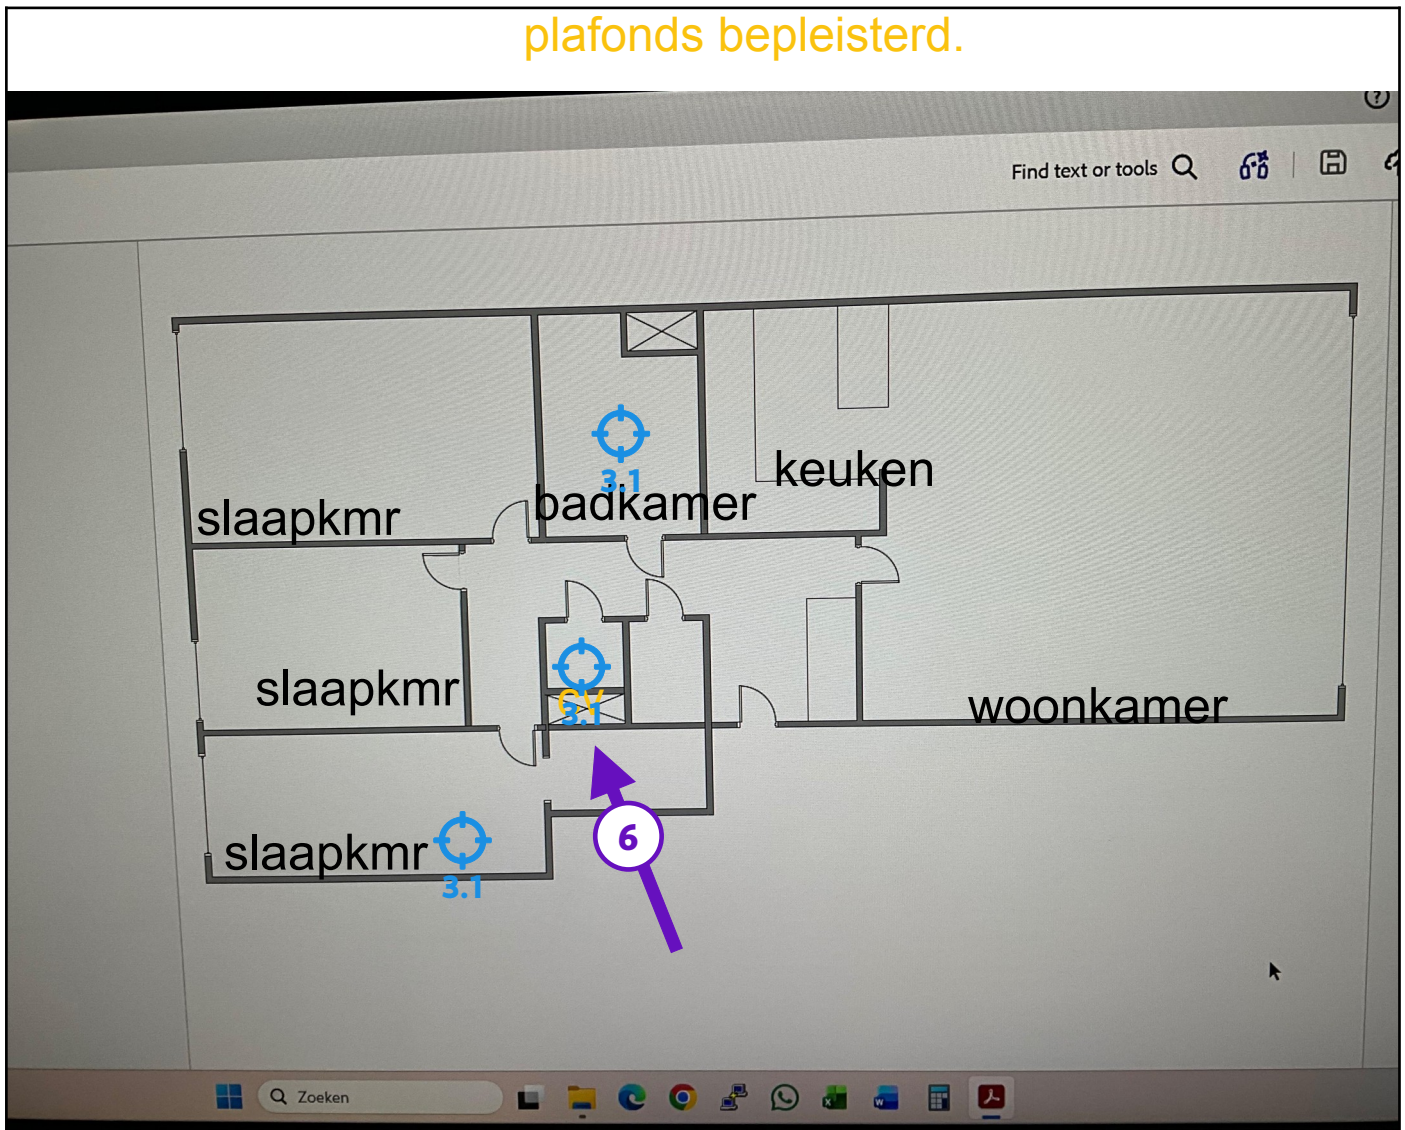 plafonds bepleisterd.
Find text or tools
3.1
keuken
badkamer
slaapkmr
slaapkmr
CV
3.1
woonkamer
6
slaapkmr
3.1
Zoeken